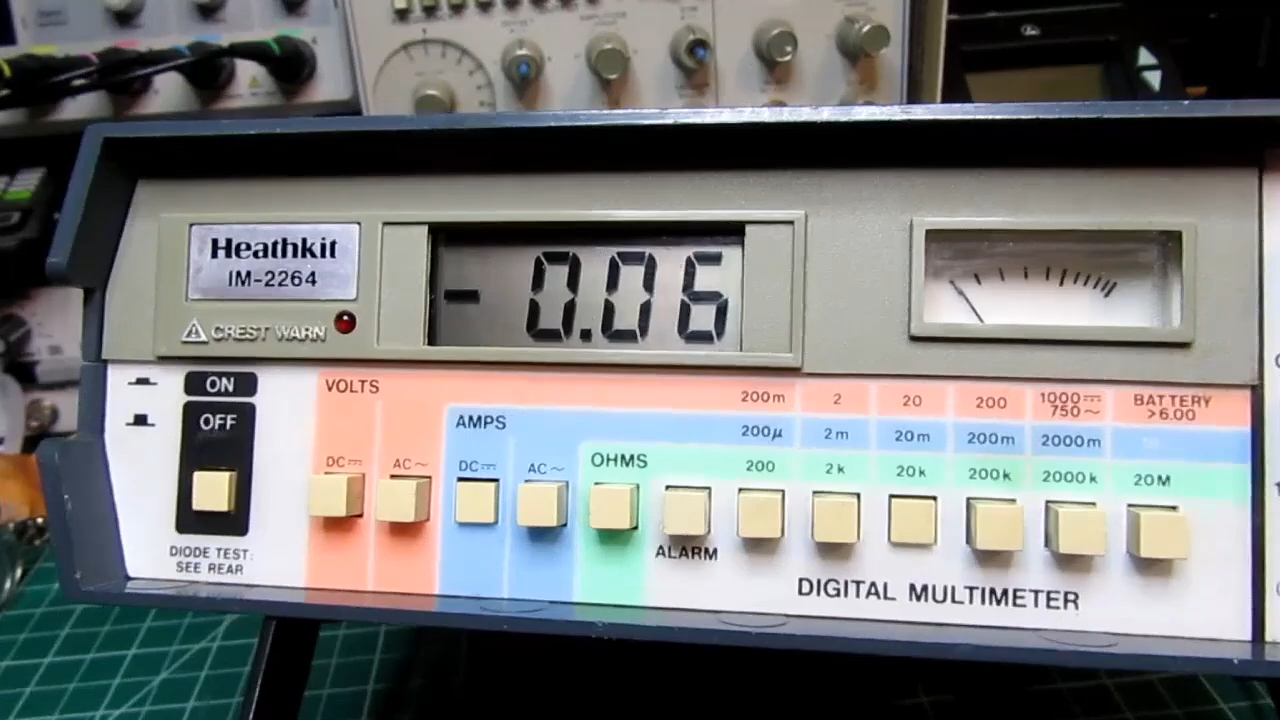 Heathkit
IM-2264
⚠ CREST WARN
- 0.06
ON
OFF
DIODE TEST:
SEE REAR
VOLTS
DC AC~
AMPS
DC AC~
OHMS
ALARM
200m 2 20 200 1000 750~ BATTERY >6.00
200µ 2m 20m 200m 2000m
200 2k 20k 200k 2000k 20M
DIGITAL MULTIMETER